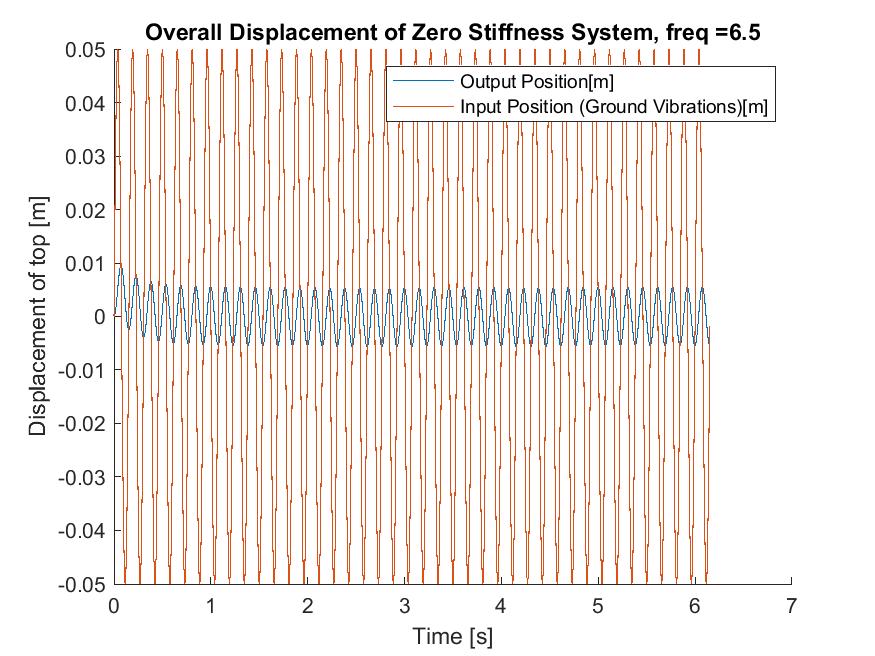 Overall Displacement of Zero Stiffness System, freq =6.5
Output Position[m]
Input Position (Ground Vibrations)[m]
Displacement of top [m]
0.05
0.04
0.03
0.02
0.01
0
-0.01
-0.02
-0.03
-0.04
-0.05
0 1 2 3 4 5 6 7
Time [s]